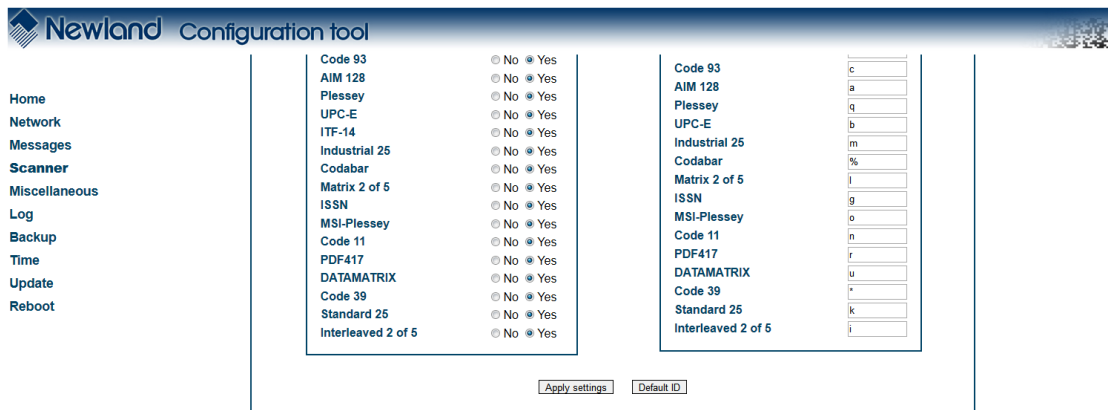 Newland Configuration tool
Home
Network
Messages
Scanner
Miscellaneous
Log
Backup
Time
Update
Reboot
Code 93 No Yes
AIM 128 No Yes
Plessey No Yes
UPC-E No Yes
ITF-14 No Yes
Industrial 25 No Yes
Codabar No Yes
Matrix 2 of 5 No Yes
ISSN No Yes
MSI-Plessey No Yes
Code 11 No Yes
PDF417 No Yes
DATAMATRIX No Yes
Code 39 No Yes
Standard 25 No Yes
Interleaved 2 of 5 No Yes
Code 93 c
AIM 128 a
Plessey q
UPC-E b
Industrial 25 m
Codabar %
Matrix 2 of 5 l
ISSN g
MSI-Plessey o
Code 11 n
PDF417 r
DATAMATRIX u
Code 39 *
Standard 25 k
Interleaved 2 of 5 i
Apply settings Default ID